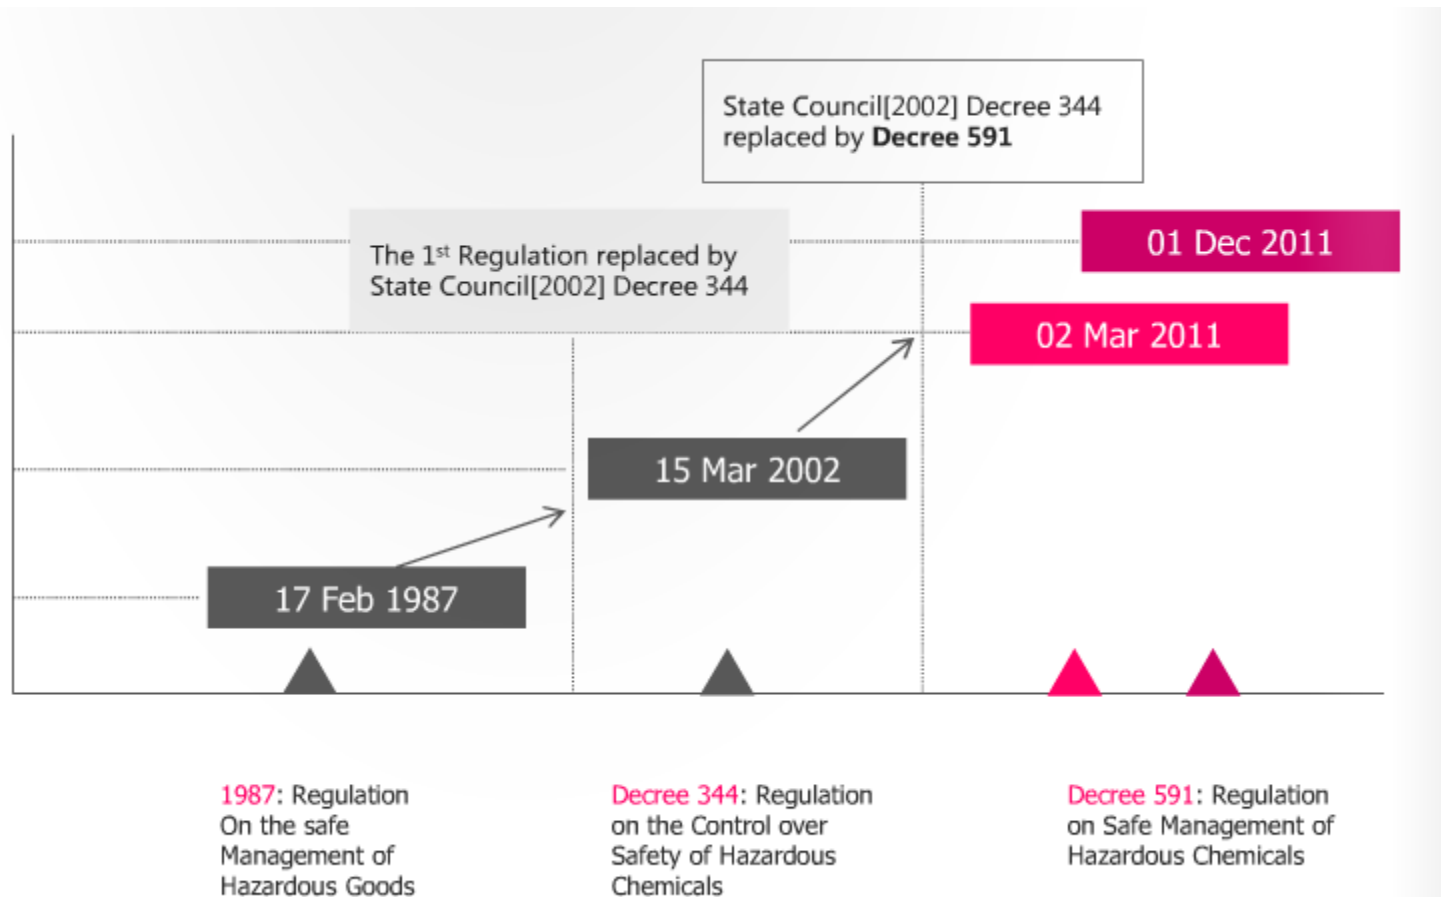 State Council[2002] Decree 344
replaced by Decree 591
The 1st Regulation replaced by
State Council[2002] Decree 344
01 Dec 2011
02 Mar 2011
15 Mar 2002
17 Feb 1987
1987: Regulation
On the safe
Management of
Hazardous Goods
Decree 344: Regulation
on the Control over
Safety of Hazardous
Chemicals
Decree 591: Regulation
on Safe Management of
Hazardous Chemicals